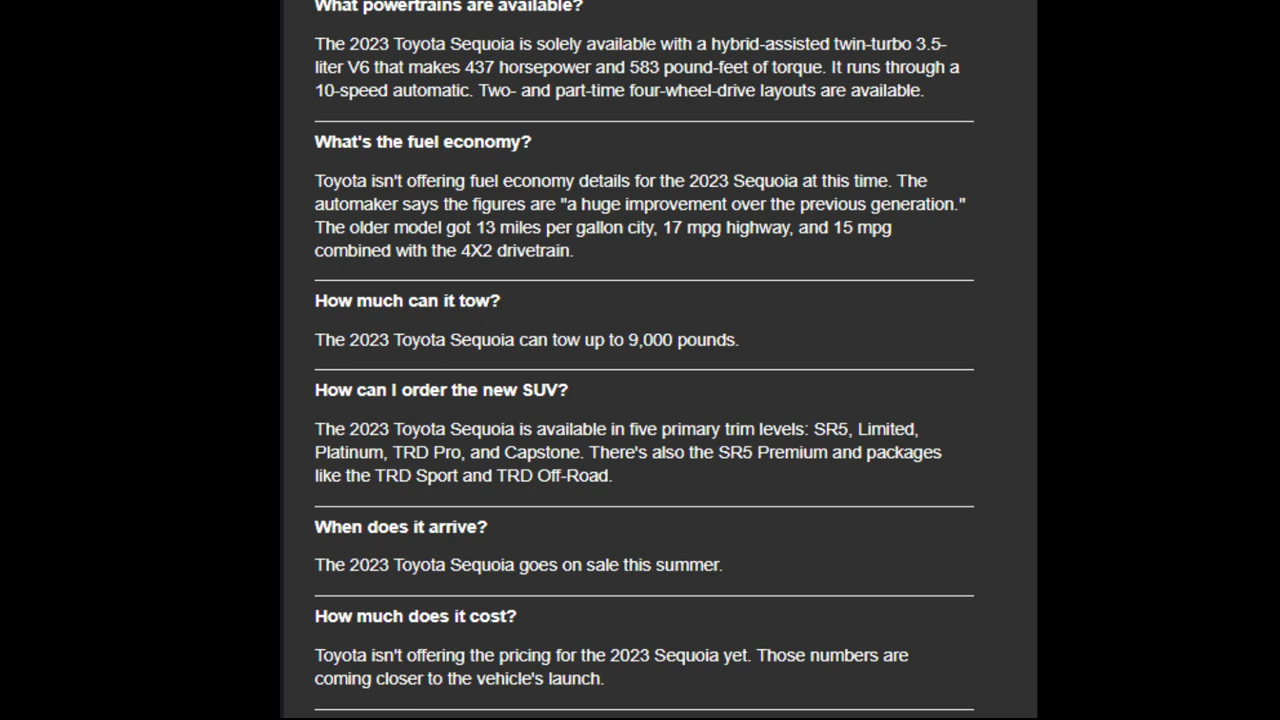 What powertrains are available?
The 2023 Toyota Sequoia is solely available with a hybrid-assisted twin-turbo 3.5-
liter V6 that makes 437 horsepower and 583 pound-feet of torque. It runs through a
10-speed automatic. Two- and part-time four-wheel-drive layouts are available.
What's the fuel economy?
Toyota isn't offering fuel economy details for the 2023 Sequoia at this time. The
automaker says the figures are "a huge improvement over the previous generation."
The older model got 13 miles per gallon city, 17 mpg highway, and 15 mpg
combined with the 4X2 drivetrain.
How much can it tow?
The 2023 Toyota Sequoia can tow up to 9,000 pounds.
How can I order the new SUV?
The 2023 Toyota Sequoia is available in five primary trim levels: SR5, Limited,
Platinum, TRD Pro, and Capstone. There's also the SR5 Premium and packages
like the TRD Sport and TRD Off-Road.
When does it arrive?
The 2023 Toyota Sequoia goes on sale this summer.
How much does it cost?
Toyota isn't offering the pricing for the 2023 Sequoia yet. Those numbers are
coming closer to the vehicle's launch.